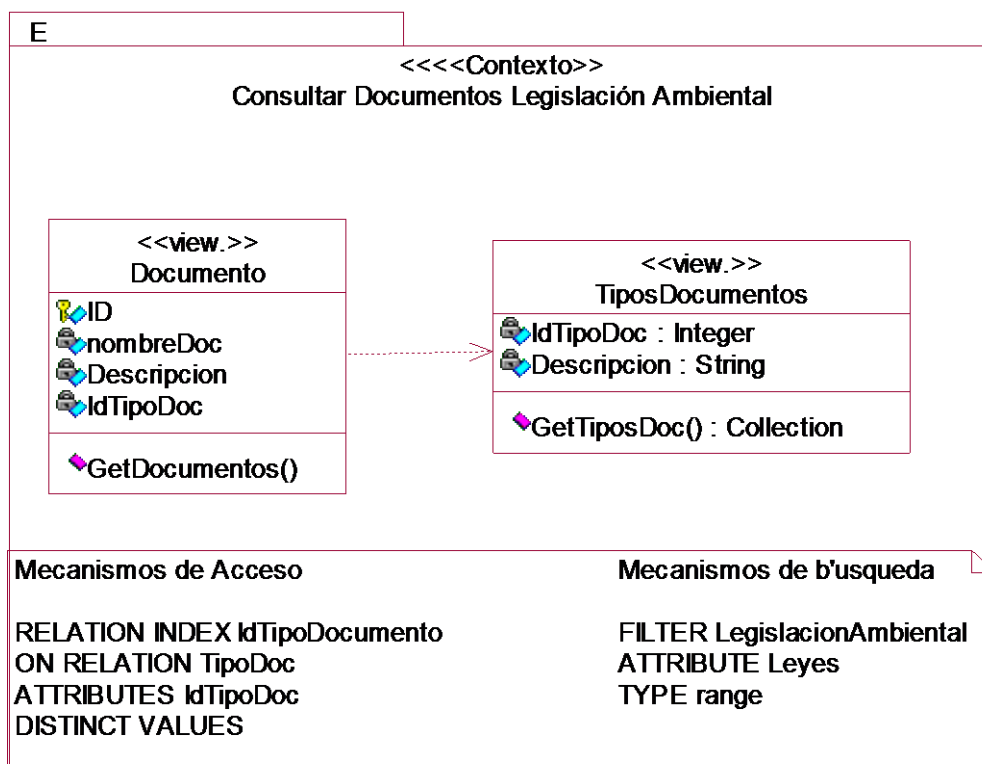 E
<<<<Contexto>>
Consultar Documentos Legislación Ambiental
<<view.>>
Documento
ID
nombreDoc
Descripcion
IdTipoDoc
GetDocumentos()
<<view.>>
TiposDocumentos
IdTipoDoc : Integer
Descripcion : String
GetTiposDoc() : Collection
Mecanismos de Acceso
RELATION INDEX IdTipoDocumento
ON RELATION TipoDoc
ATTRIBUTES IdTipoDoc
DISTINCT VALUES
Mecanismos de b'usqueda
FILTER LegislacionAmbiental
ATTRIBUTE Leyes
TYPE range